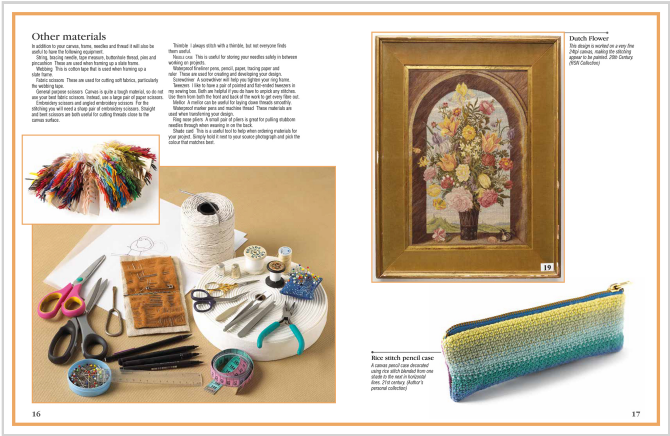 Other materials
In addition to your canvas, frame, needles and thread it will also be
useful to have the following equipment.
String, bracing needle, tape measure, buttonhole thread, pins and
pincushion These are used when framing up a slate frame.
Webbing This is cotton tape that is used when framing up a
slate frame.
Fabric scissors These are used for cutting soft fabrics, particularly
the webbing tape.
General purpose scissors Canvas is quite a tough material, so do not
use your best fabric scissors. Instead, use a large pair of paper scissors.
Embroidery scissors and angled embroidery scissors For the
stitching you will need a sharp pair of embroidery scissors. Straight
and bent scissors are both useful for cutting threads close to the
canvas surface.
Thimble I always stitch with a thimble, but not everyone finds
them useful.
Needle case This is useful for storing your needles safely in between
working on projects.
Waterproof fineliner pens, pencil, paper, tracing paper and
ruler These are used for creating and developing your design.
Screwdriver A screwdriver will help you tighten your ring frame.
Tweezers I like to have a pair of pointed and flat-ended tweezers in
my sewing box. Both are helpful if you do have to unpick any stitches.
Use them from both the front and back of the work to get every fibre out.
Mellor A mellor can be useful for laying down threads smoothly.
Waterproof marker pens and machine thread These materials are
used when transferring your design.
Ring nose pliers A small pair of pliers is great for pulling stubborn
needles through when weaving in on the back.
Shade card This is a useful tool to help when ordering materials for
your project. Simply hold it next to your source photograph and pick the
colour that matches best.
16
Dutch Flower
This design is worked on a very fine
24tpi canvas, making the stitching
appear to be painted. 20th Century
(RSN Collection)
19
Rice stitch pencil case
A canvas pencil case decorated
using rice stitch blended from one
shade to the next in horizontal
lines. 21st century. (Author's
personal collection)
17